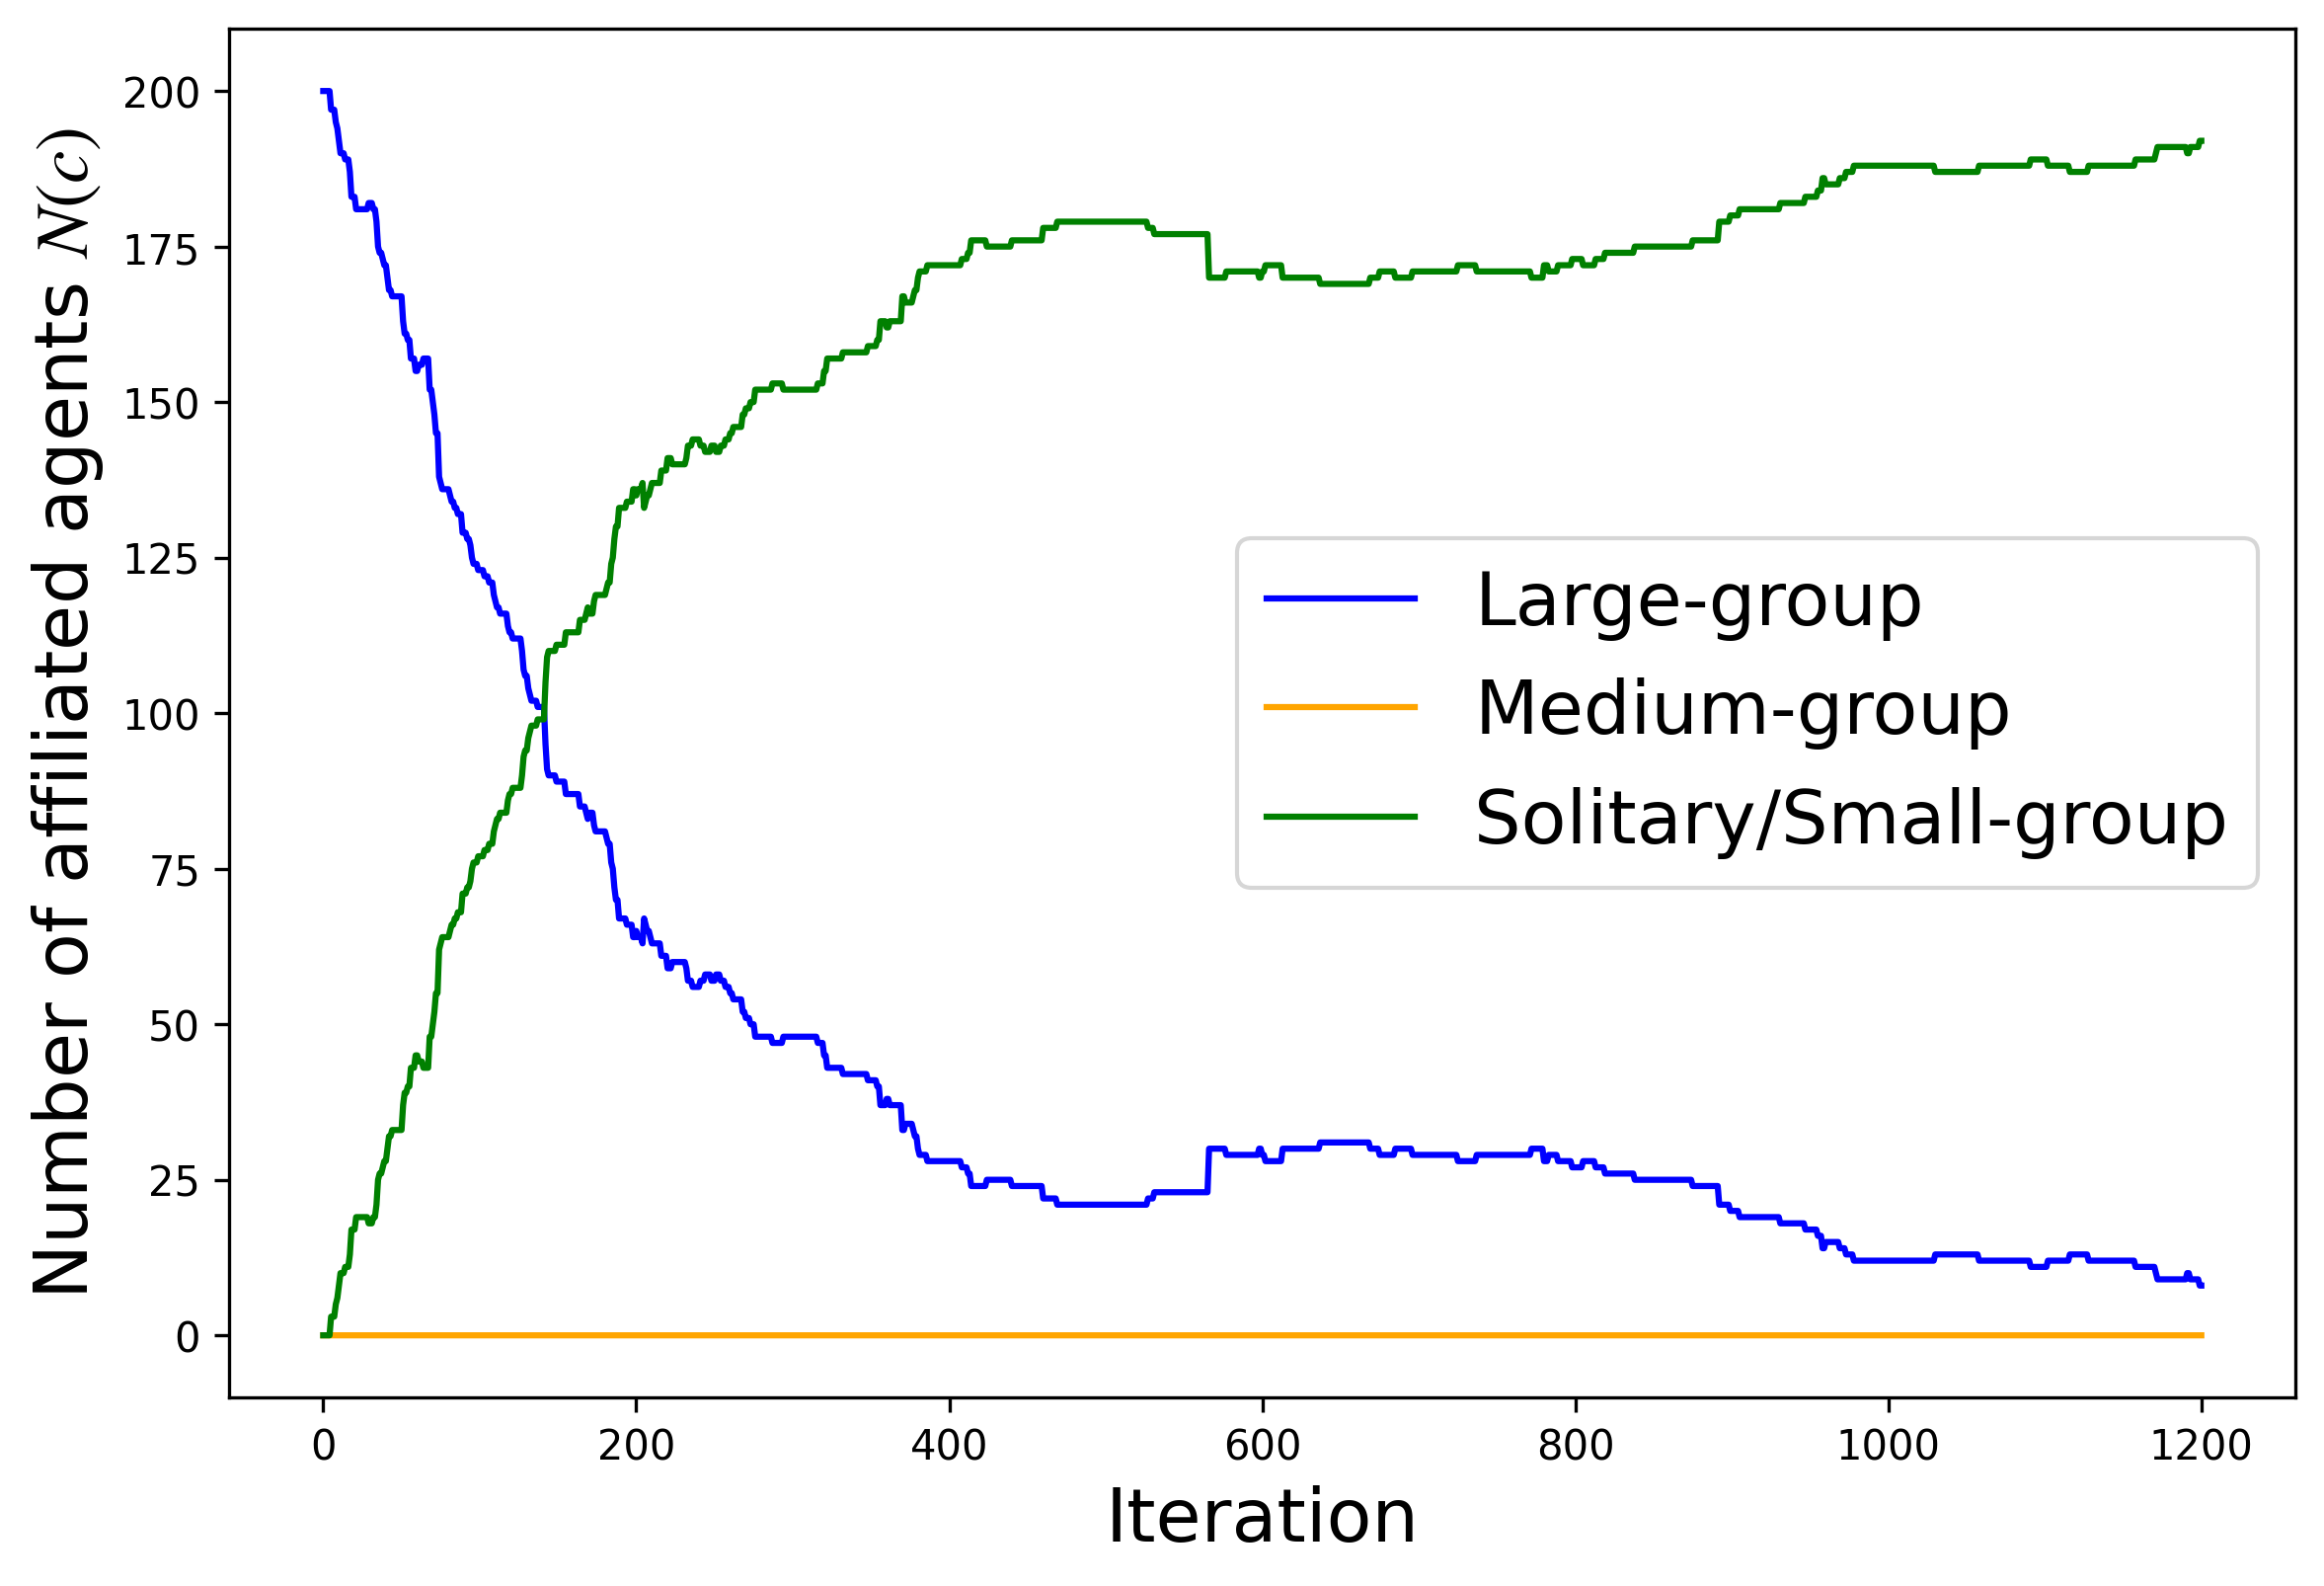 Number of affiliated agents N(c)
200
175
150
125
100
75
50
25
0
Large-group
Medium-group
Solitary/Small-group
0 200 400 600 800 1000 1200
Iteration